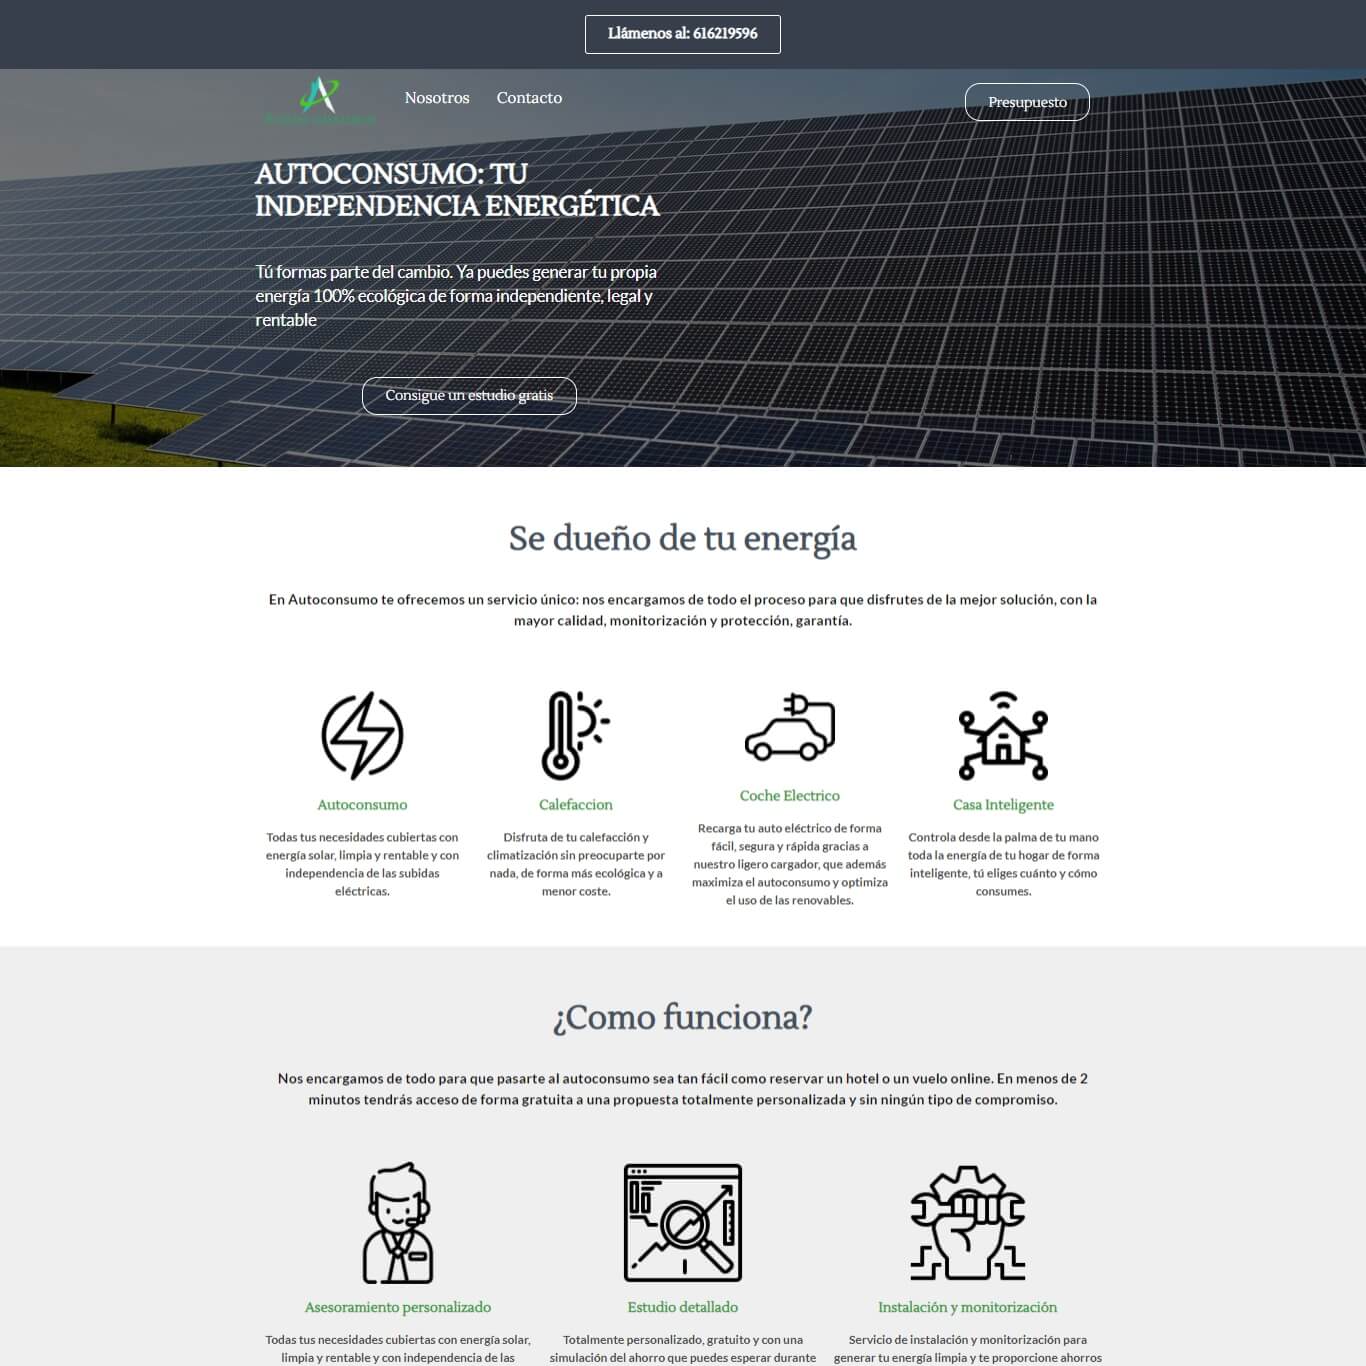 Llámenos al: 616219596
Nosotros
Contacto
Presupuesto
AUTOCONSUMO: TU
INDEPENDENCIA ENERGÉTICA
Tú formas parte del cambio. Ya puedes generar tu propia
energía 100% ecológica de forma independiente, legal y
rentable
Consigue un estudio gratis
Se dueño de tu energía
En Autoconsumo te ofrecemos un servicio único: nos encargamos de todo el proceso para que disfrutes de la mejor solución, con la
mayor calidad, monitorización y protección, garantía.
Autoconsumo
Todas tus necesidades cubiertas con
energía solar, limpia y rentable y con
independencia de las subidas
eléctricas.
Calefaccion
Disfruta de tu calefacción y
climatización sin preocuparte por
nada, de forma más ecológica y a
menor coste.
Coche Electrico
Recarga tu auto eléctrico de forma
fácil, segura y rápida gracias a
nuestro ligero cargador, que además
maximiza el autoconsumo y optimiza
el uso de las renovables.
Casa Inteligente
Controla desde la palma de tu mano
toda la energía de tu hogar de forma
inteligente, tú eliges cuánto y cómo
consumes.
¿Como funciona?
Nos encargamos de todo para que pasarte al autoconsumo sea tan fácil como reservar un hotel o un vuelo online. En menos de 2
minutos tendrás acceso de forma gratuita a una propuesta totalmente personalizada y sin ningún tipo de compromiso.
Asesoramiento personalizado
Todas tus necesidades cubiertas con energía solar,
limpia y rentable y con independencia de las
Estudio detallado
Totalmente personalizado, gratuito y con una
simulación del ahorro que puedes esperar durante
Instalación y monitorización
Servicio de instalación y monitorización para
generar tu energía limpia y te proporcione ahorros